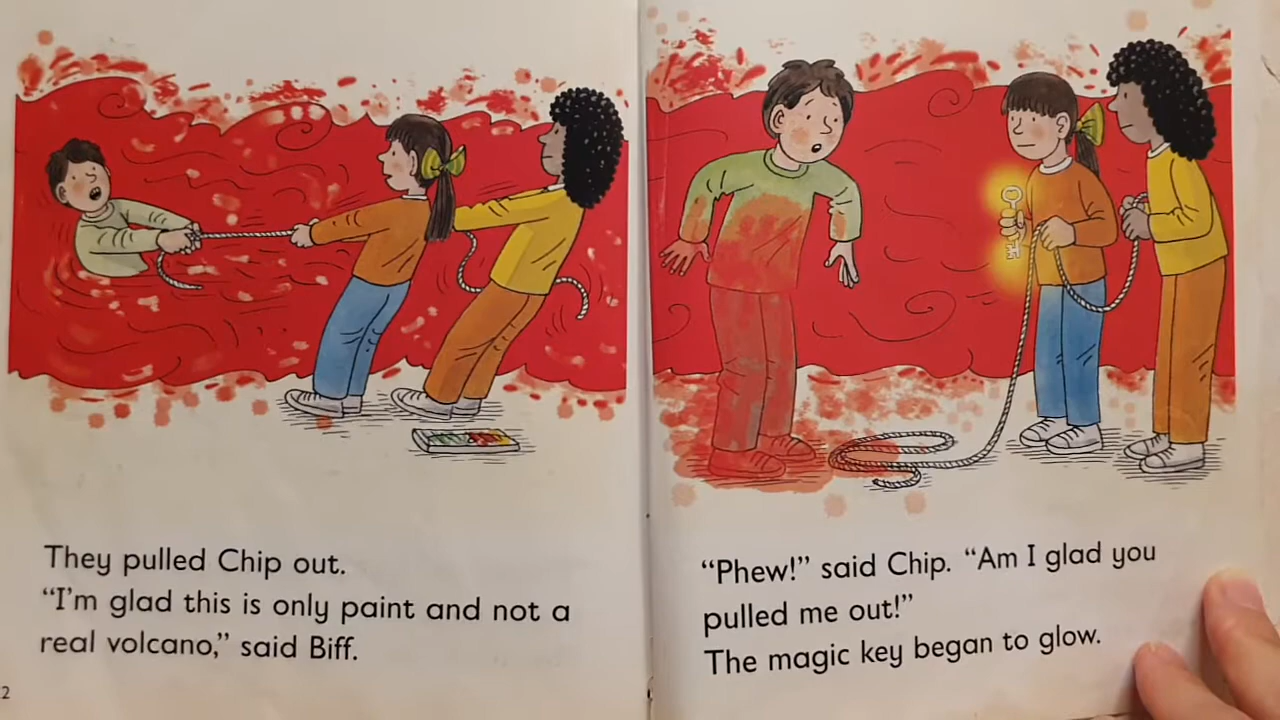 They pulled Chip out.
“I’m glad this is only paint and not a
real volcano,” said Biff.
2
“Phew!” said Chip. “Am I glad you
pulled me out!”
The magic key began to glow.